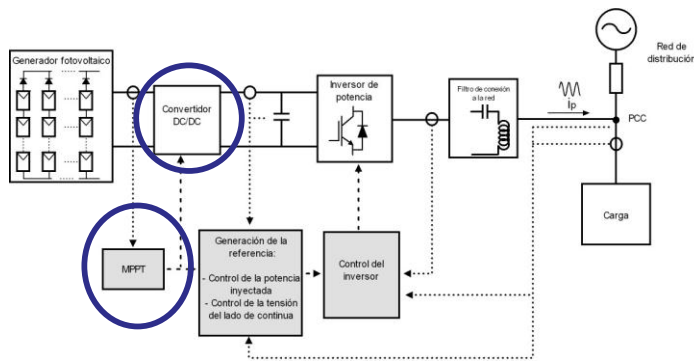 Generador fotovoltaico
Convertidor
DC/DC
Inversor de
potencia
Filtro de conexión
a la red
Ip
Red de
distribución
PCC
Carga
MPPT
Generación de la
referencia:
- Control de la potencia
inyectada
- Control de la tensión
del lado de continua
Control del
inversor